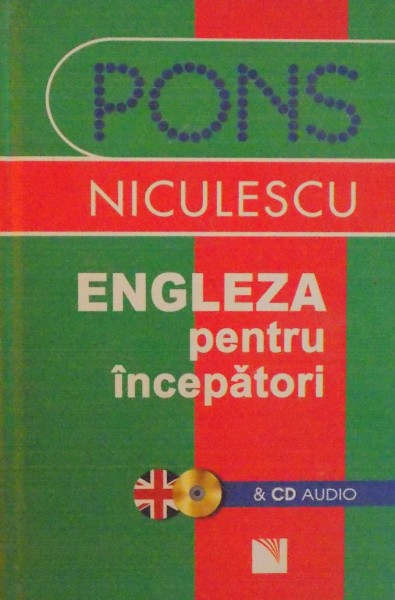 PONS
NICULESCU
ENGLEZA
pentru
începători
& CD AUDIO
N